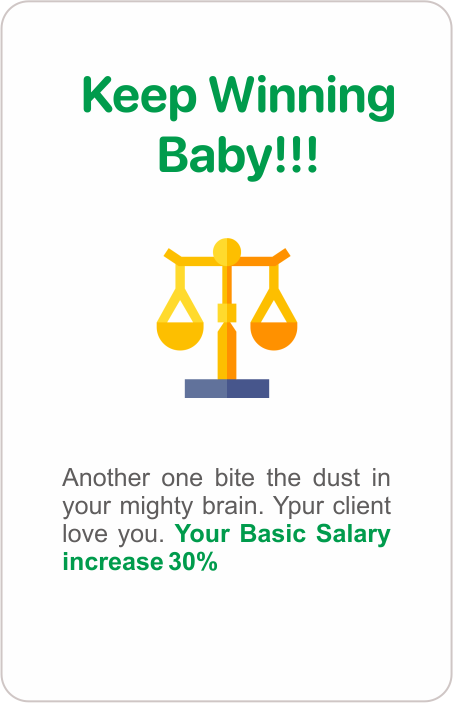 Keep Winning
Baby!!!
Another one bite the dust in
your mighty brain. Ypur client
love you. Your Basic Salary
increase 30%